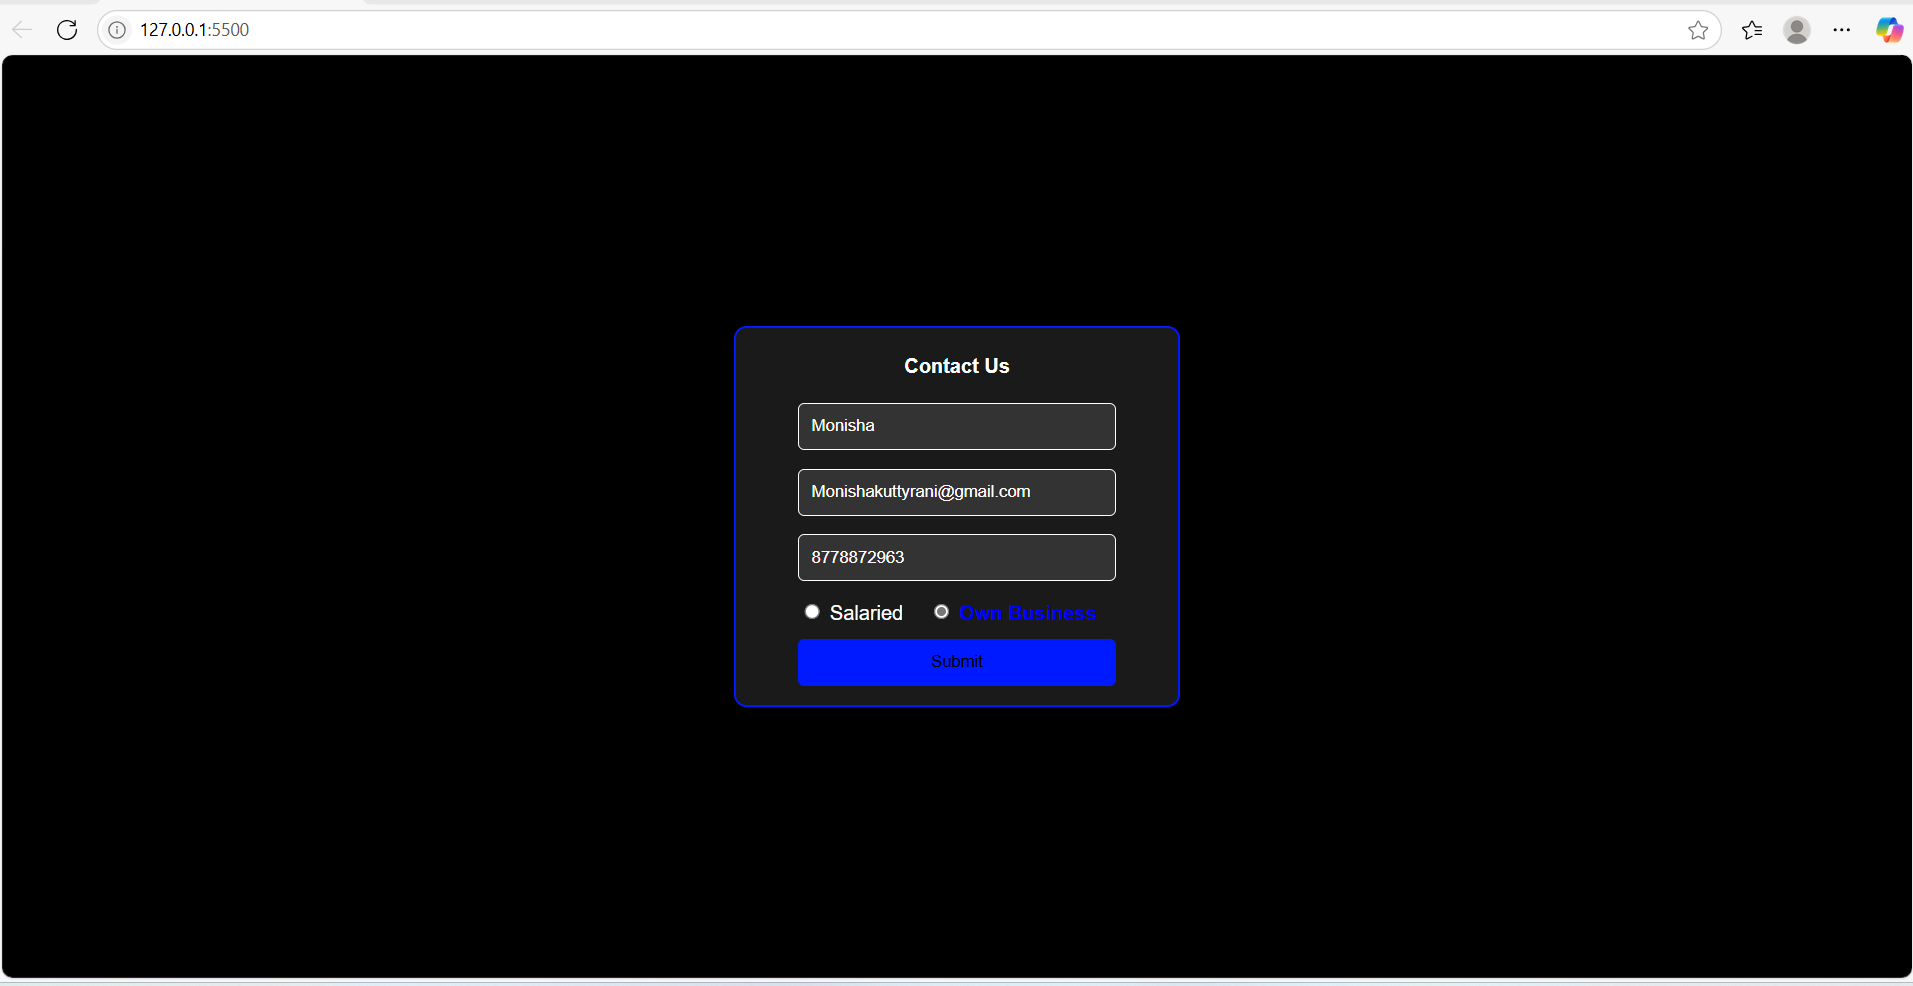 127.0.0.1:5500
Contact Us
Monisha
Monishakuttyrani@gmail.com
8778872963
Salaried Own Business
Submit